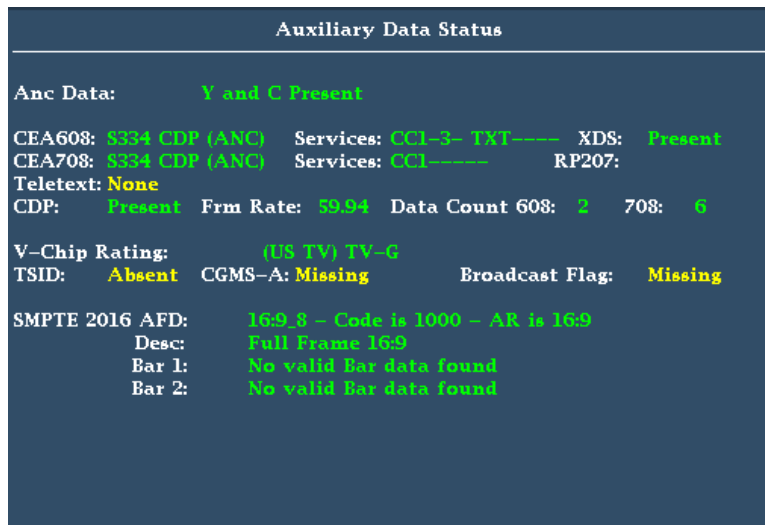 Auxiliary Data Status
Anc Data: Y and C Present
CEA608: S334 CDP (ANC) Services: CC1-3- TXT---- XDS: Present
CEA708: S334 CDP (ANC) Services: CC1----- RP207:
Teletext: None
CDP: Present Frm Rate: 59.94 Data Count 608: 2 708: 6
V-Chip Rating: (US TV) TV-G
TSID: Absent CGMS-A: Missing Broadcast Flag: Missing
SMPTE 2016 AFD: 16:9_8 - Code is 1000 - AR is 16:9
Desc: Full Frame 16:9
Bar 1: No valid Bar data found
Bar 2: No valid Bar data found